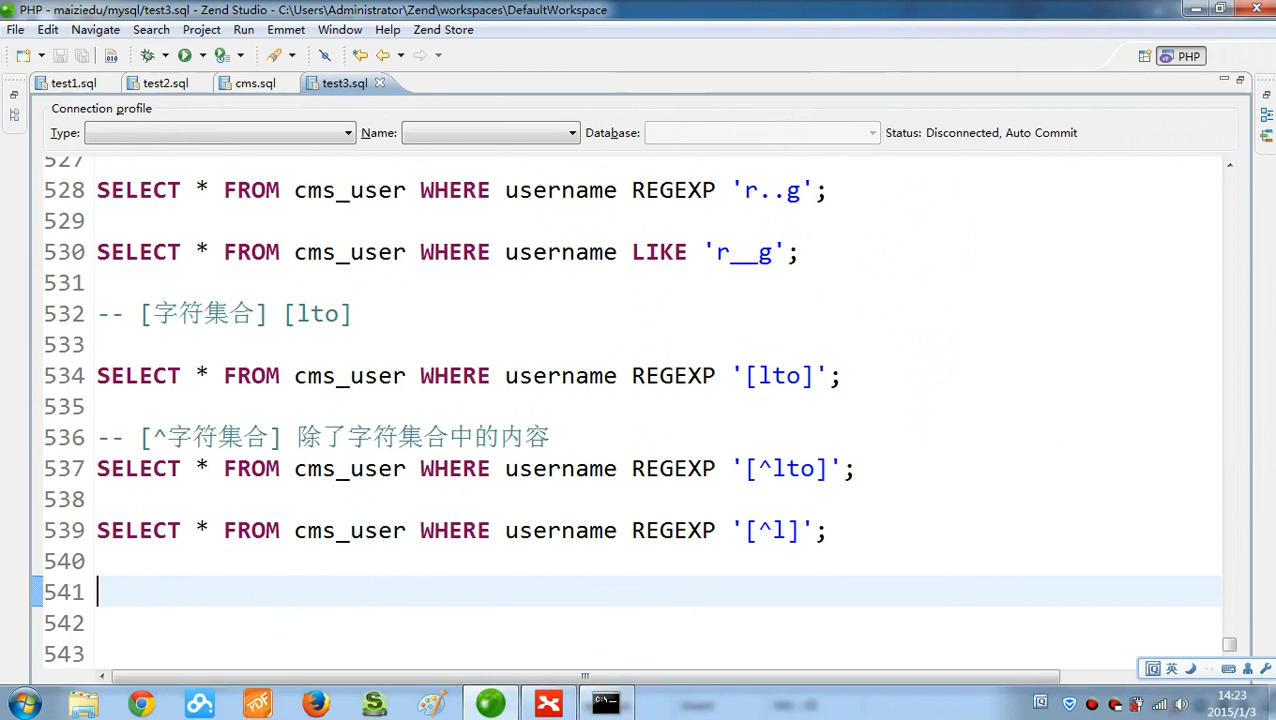 PHP - maiziedu/mysql/test3.sql - Zend Studio - C:\Users\Administrator\Zend\workspaces\DefaultWorkspace
File Edit Navigate Search Project Run Emmet Window Help Zend Store
PHP
test1.sql test2.sql cms.sql test3.sql
Connection profile
Type: Name: Database: Status: Disconnected, Auto Commit
527
528 SELECT * FROM cms_user WHERE username REGEXP 'r..g';
529
530 SELECT * FROM cms_user WHERE username LIKE 'r__g';
531
532 -- [字符集合] [lto]
533
534 SELECT * FROM cms_user WHERE username REGEXP '[lto]';
535
536 -- [^字符集合] 除了字符集合中的内容
537 SELECT * FROM cms_user WHERE username REGEXP '[^lto]';
538
539 SELECT * FROM cms_user WHERE username REGEXP '[^l]';
540
541
542
543
英
14:23
2015/1/3